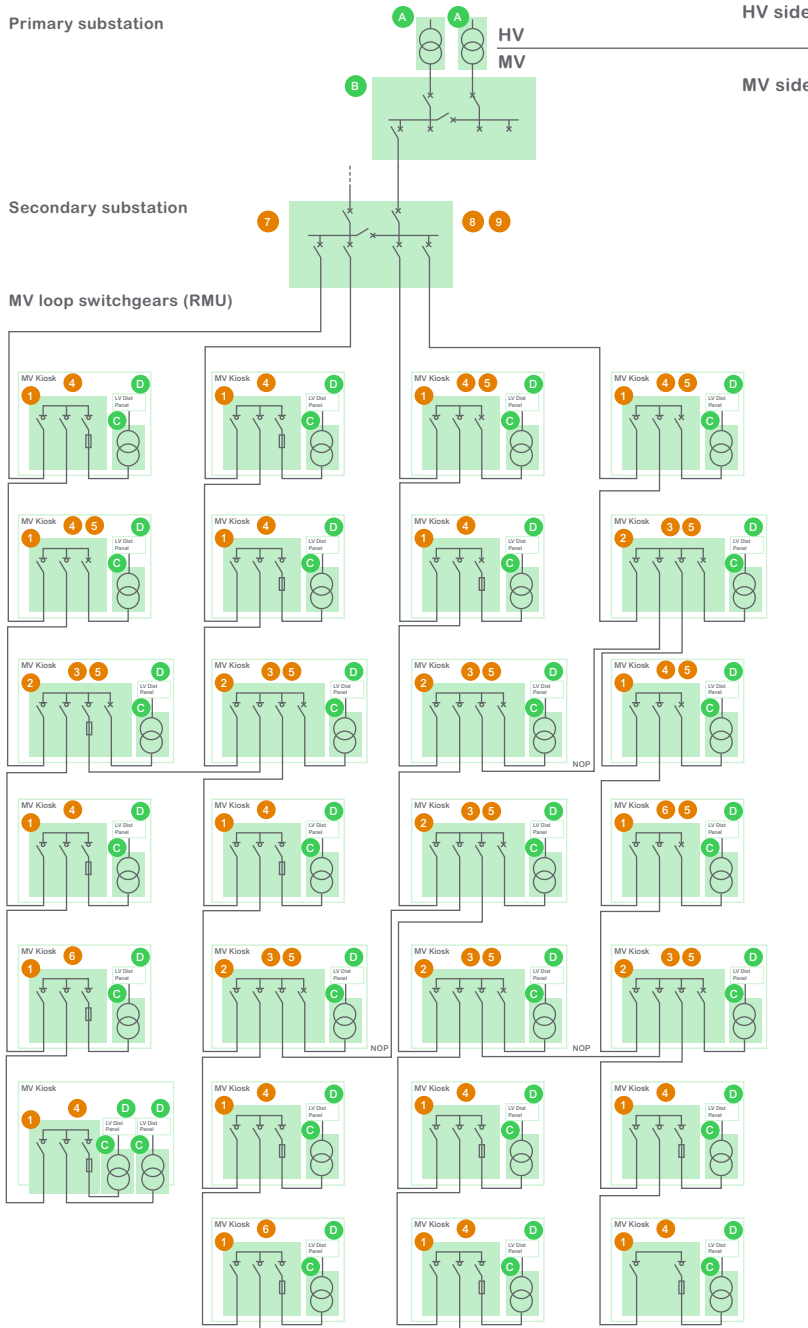 Primary substation
A
A
HV
MV
HV side
MV side
B
Secondary substation
7
8 9
MV loop switchgears (RMU)
MV Kiosk 4 D
1
LV Dist
Panel
C
MV Kiosk 4 D
1
LV Dist
Panel
C
MV Kiosk 4 5 D
1
LV Dist
Panel
C
MV Kiosk 4 5 D
1
LV Dist
Panel
C
MV Kiosk 4 5 D
1
LV Dist
Panel
C
MV Kiosk 4 D
1
LV Dist
Panel
C
MV Kiosk 4 D
1
LV Dist
Panel
C
MV Kiosk 3 5 D
2
LV Dist
Panel
C
MV Kiosk 3 5 D
2
LV Dist
Panel
C
MV Kiosk 3 5 D
2
LV Dist
Panel
C
MV Kiosk 3 5 D
2
LV Dist
Panel
C
NOP
MV Kiosk 4 5 D
1
LV Dist
Panel
C
MV Kiosk 4 D
1
LV Dist
Panel
C
MV Kiosk 4 D
1
LV Dist
Panel
C
MV Kiosk 3 5 D
2
LV Dist
Panel
C
MV Kiosk 6 5 D
1
LV Dist
Panel
C
MV Kiosk 6 D
1
LV Dist
Panel
C
MV Kiosk 3 5 D
2
LV Dist
Panel
C
NOP
MV Kiosk 3 5 D
2
LV Dist
Panel
C
NOP
MV Kiosk 3 5 D
2
LV Dist
Panel
C
MV Kiosk
4 D D
1
LV Dist
Panel
LV Dist
Panel
C C
MV Kiosk 4 D
1
LV Dist
Panel
C
MV Kiosk 4 D
1
LV Dist
Panel
C
MV Kiosk 4 D
1
LV Dist
Panel
C
MV Kiosk 6 D
1
LV Dist
Panel
C
MV Kiosk 4 D
1
LV Dist
Panel
C
MV Kiosk 4 D
1
LV Dist
Panel
C